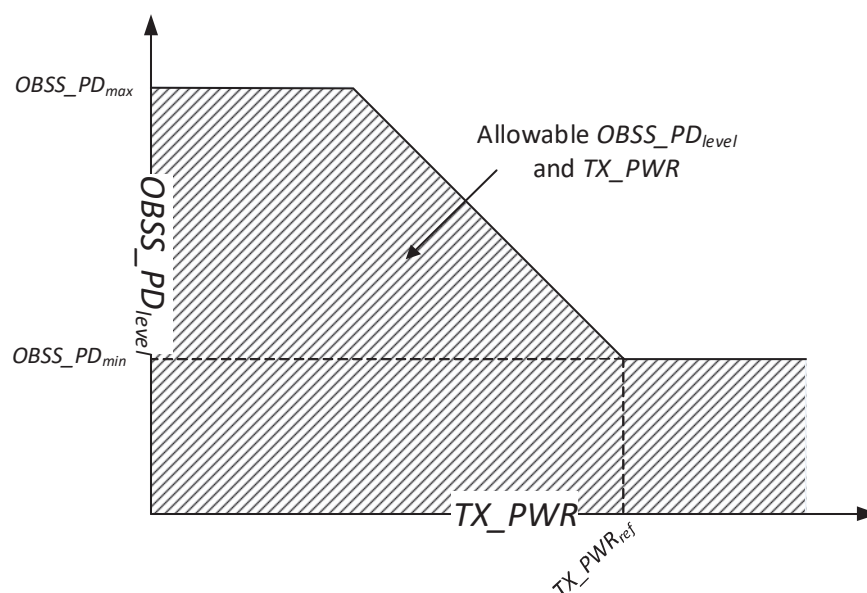 OBSS_PDmax
Allowable OBSS_PDlevel
and TX_PWR
OBSS_PDlevel
OBSS_PDmin
TX_PWR
TX_PWRref